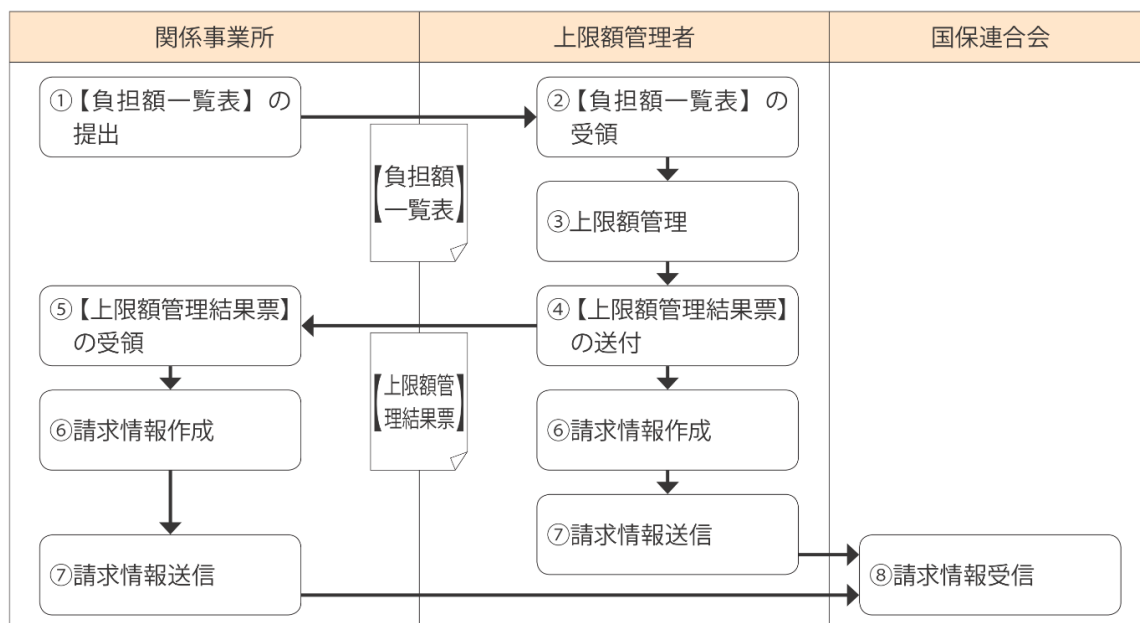 関係事業所
上限額管理者
国保連合会
①【負担額一覧表】の
提出
②【負担額一覧表】の
受領
【負担額
一覧表】
③上限額管理
⑤【上限額管理結果票】
の受領
④【上限額管理結果票】
の送付
【上限額管
理結果票】
⑥請求情報作成
⑥請求情報作成
⑦請求情報送信
⑦請求情報送信
⑧請求情報受信